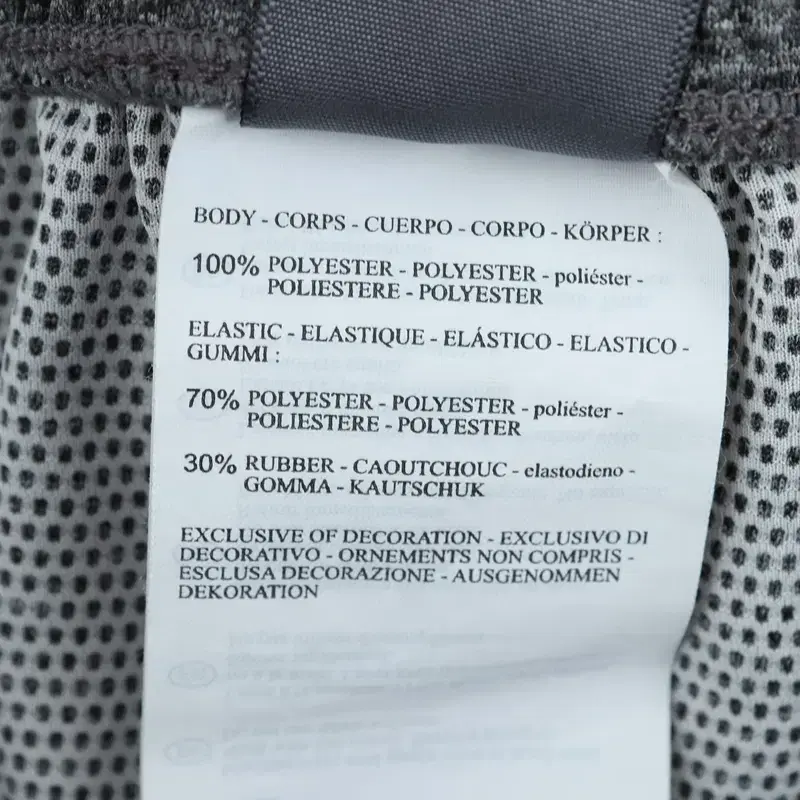 BODY - CORPS - CUERPO - CORPO - KÖRPER :
100% POLYESTER - POLYESTER - poliéster -
POLIESTERE - POLYESTER
ELASTIC - ELASTIQUE - ELÁSTICO - ELASTICO -
GUMMI :
70% POLYESTER - POLYESTER - poliéster -
POLIESTERE - POLYESTER
30% RUBBER - CAOUTCHOUC - elastodieno -
GOMMA - KAUTSCHUK
EXCLUSIVE OF DECORATION - EXCLUSIVO DI
DECORATIVO - ORNEMENTS NON COMPRIS -
ESCLUSA DECORAZIONE - AUSGENOMMEN
DEKORATION